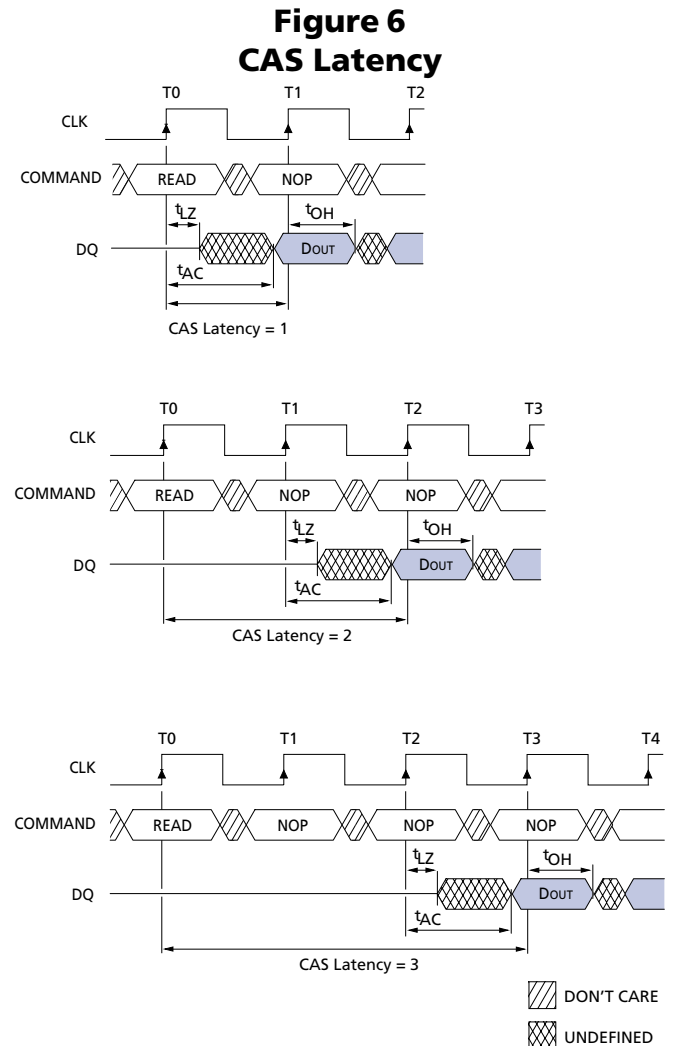 Figure 6
CAS Latency
T0 T1 T2
CLK
COMMAND READ NOP
tLZ tOH
DQ DOUT
tAC
CAS Latency = 1
T0 T1 T2 T3
CLK
COMMAND READ NOP NOP
tLZ tOH
DQ DOUT
tAC
CAS Latency = 2
T0 T1 T2 T3 T4
CLK
COMMAND READ NOP NOP NOP
tLZ tOH
DQ DOUT
tAC
CAS Latency = 3
DON'T CARE
UNDEFINED